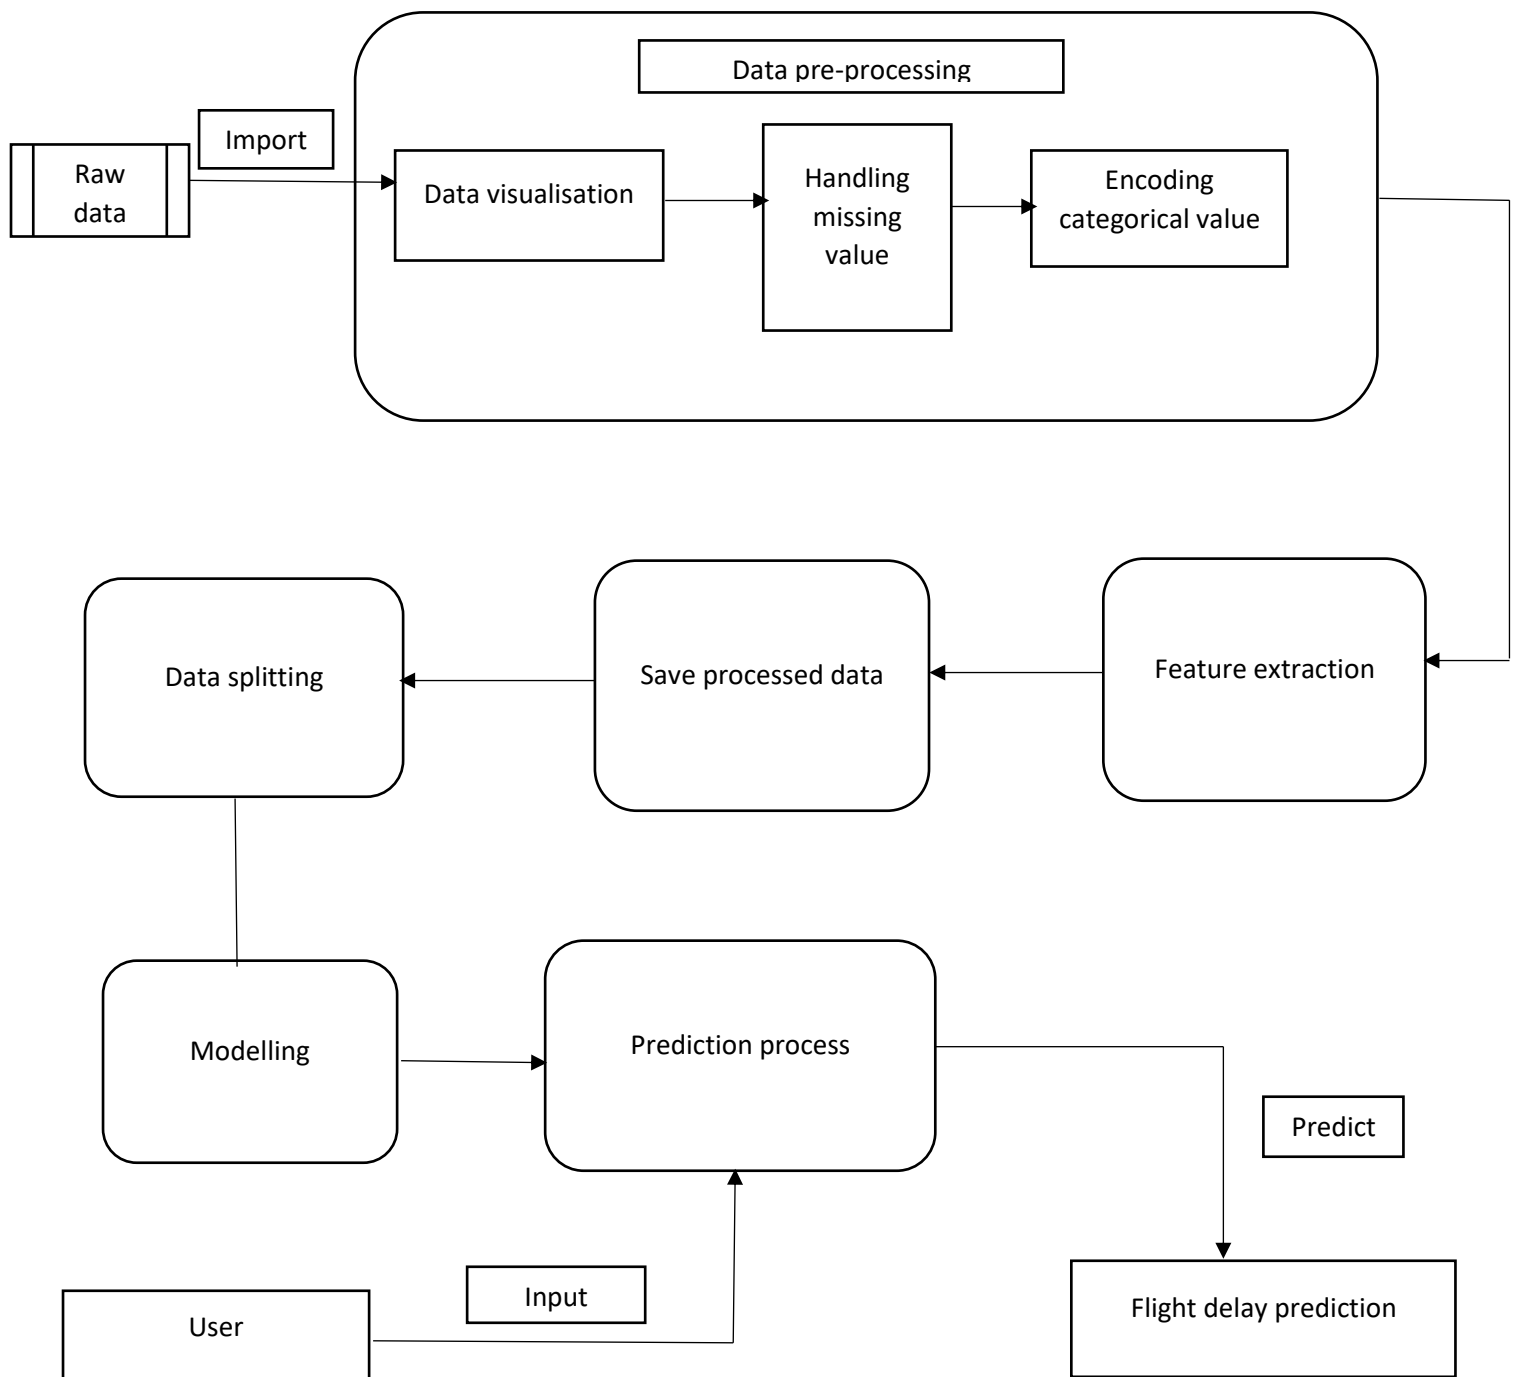 Data pre-processing
Import
Raw
data
Data visualisation
Handling
missing
value
Encoding
categorical value
Data splitting
Save processed data
Feature extraction
Modelling
Prediction process
Predict
Input
User
Flight delay prediction